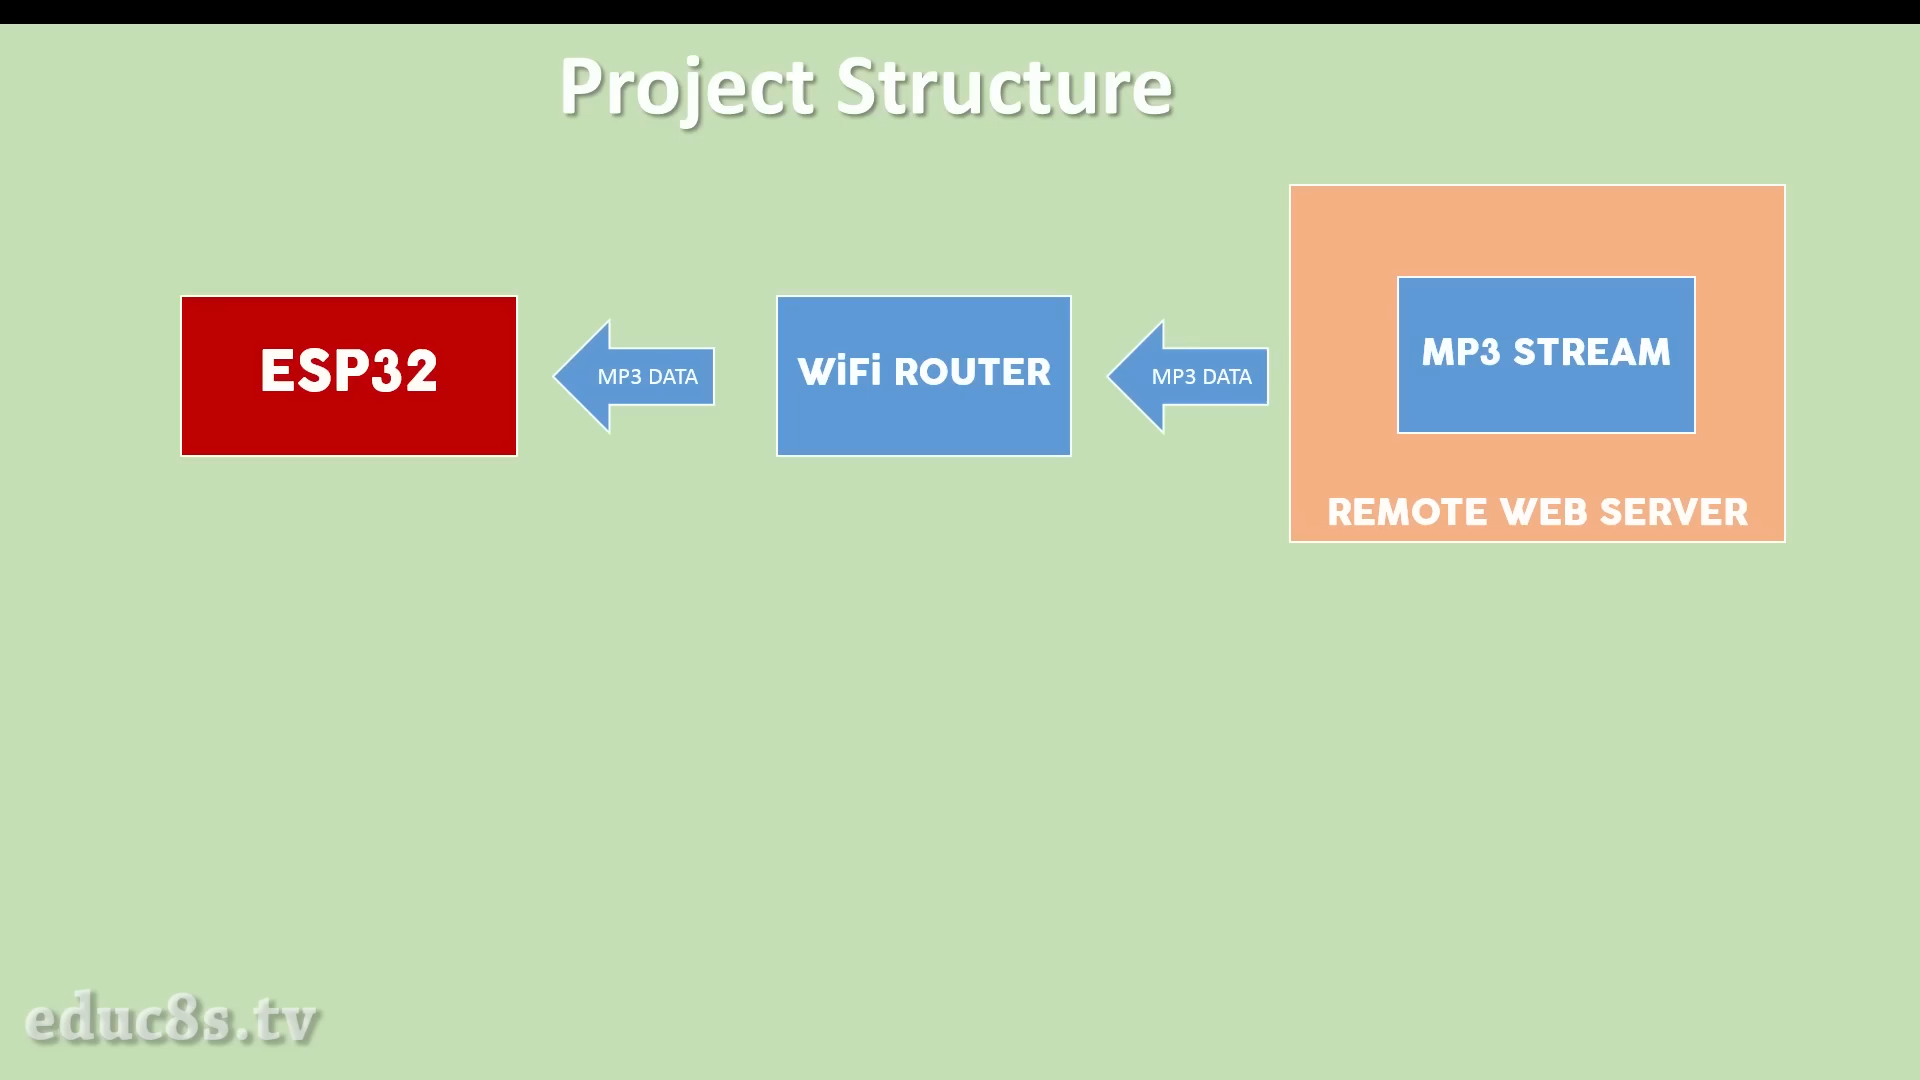 Project Structure
ESP32
MP3 DATA
WiFi ROUTER
MP3 DATA
MP3 STREAM
REMOTE WEB SERVER
educ8s.tv